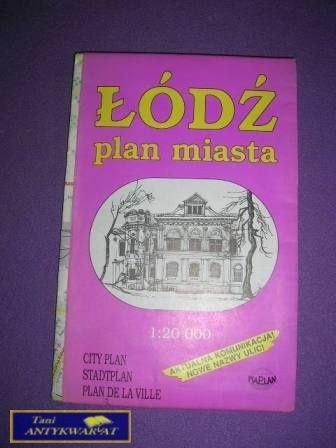 ŁÓDŹ
plan miasta
1:20 000
AKTUALNA KOMUNIKACJA!
NOWE NAZWY ULIC!
CITY PLAN
STADTPLAN
PLAN DE LA VILLE
Tani
ANTYKWARIAT